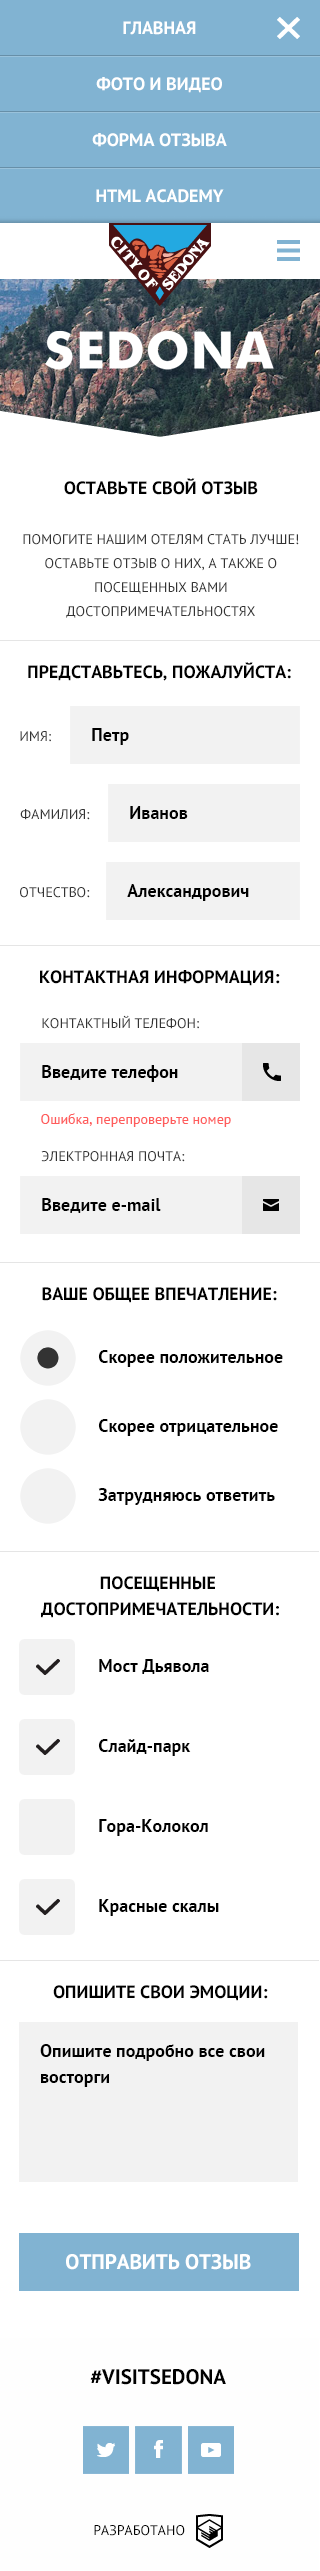 ГЛАВНАЯ
ФОТО И ВИДЕО
ФОРМА ОТЗЫВА
HTML ACADEMY
CITY OF SEDONA
SEDONA
ОСТАВЬТЕ СВОЙ ОТЗЫВ
ПОМОГИТЕ НАШИМ ОТЕЛЯМ СТАТЬ ЛУЧШЕ!
ОСТАВЬТЕ ОТЗЫВ О НИХ, А ТАКЖЕ О
ПОСЕЩЕННЫХ ВАМИ
ДОСТОПРИМЕЧАТЕЛЬНОСТЯХ
ПРЕДСТАВЬТЕСЬ, ПОЖАЛУЙСТА:
ИМЯ: Петр
ФАМИЛИЯ: Иванов
ОТЧЕСТВО: Александрович
КОНТАКТНАЯ ИНФОРМАЦИЯ:
КОНТАКТНЫЙ ТЕЛЕФОН:
Введите телефон
Ошибка, перепроверьте номер
ЭЛЕКТРОННАЯ ПОЧТА:
Введите e-mail
ВАШЕ ОБЩЕЕ ВПЕЧАТЛЕНИЕ:
Скорее положительное
Скорее отрицательное
Затрудняюсь ответить
ПОСЕЩЕННЫЕ
ДОСТОПРИМЕЧАТЕЛЬНОСТИ:
Мост Дьявола
Слайд-парк
Гора-Колокол
Красные скалы
ОПИШИТЕ СВОИ ЭМОЦИИ:
Опишите подробно все свои
восторги
ОТПРАВИТЬ ОТЗЫВ
#VISITSEDONA
РАЗРАБОТАНО